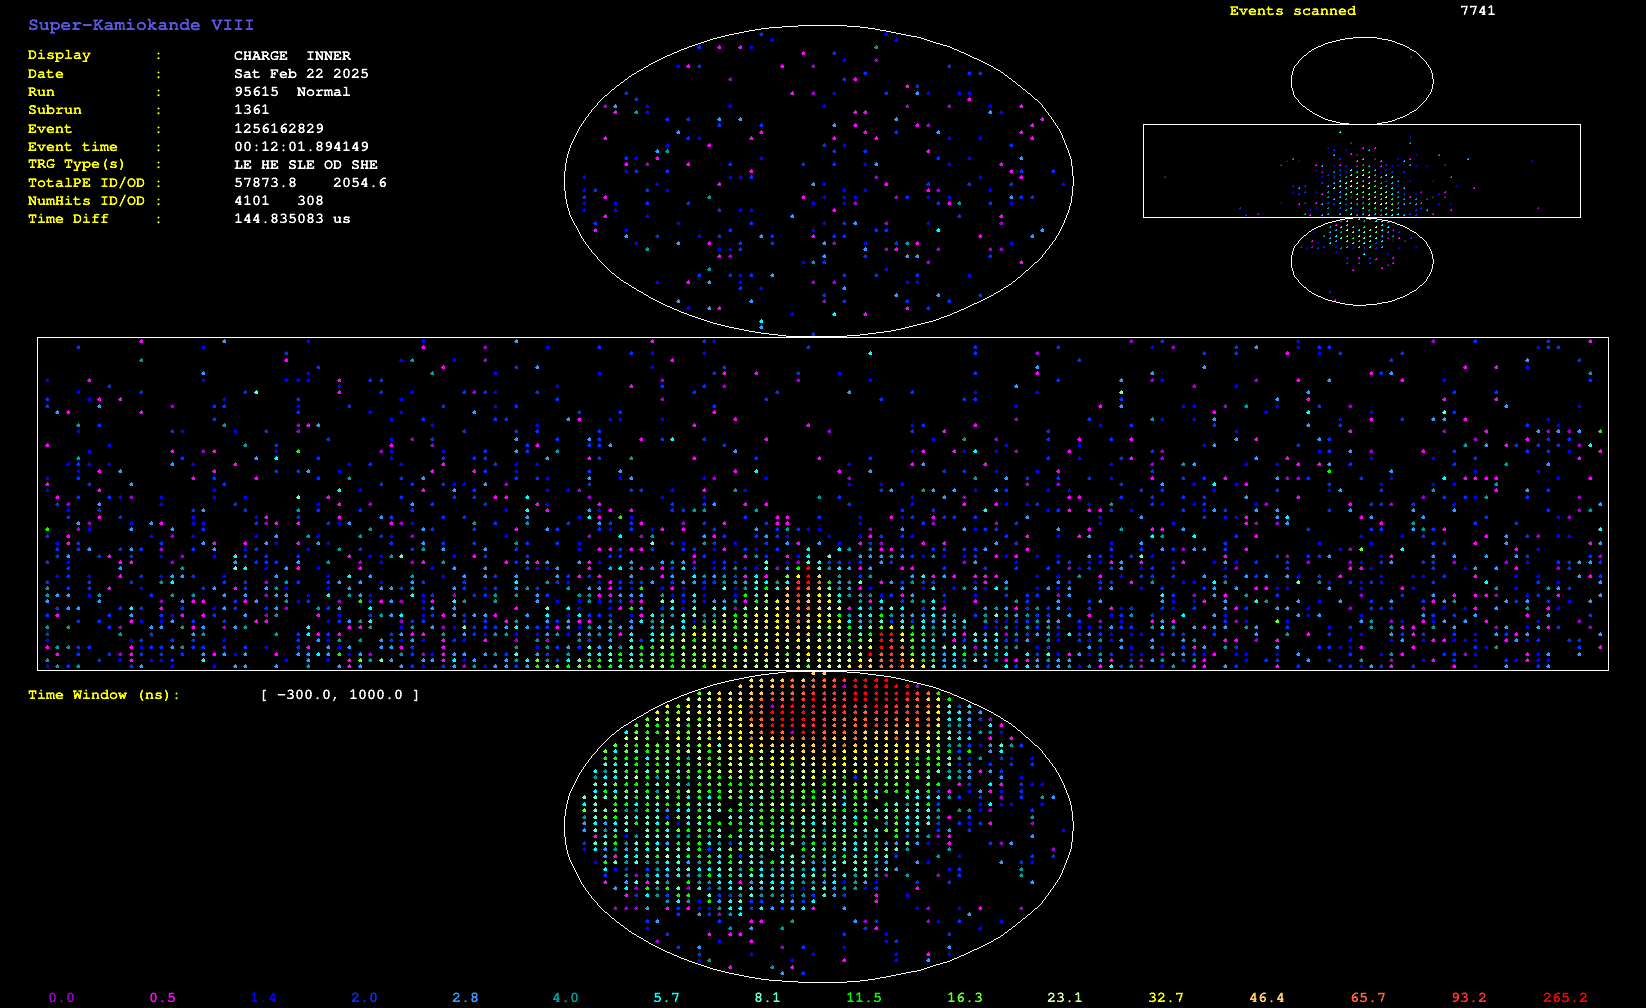 Super-Kamiokande VIII
Events scanned 7741
Display : CHARGE INNER
Date : Sat Feb 22 2025
Run : 95615 Normal
Subrun : 1361
Event : 1256162829
Event time : 00:12:01.894149
TRG Type(s) : LE HE SLE OD SHE
TotalPE ID/OD : 57873.8 2054.6
NumHits ID/OD : 4101 308
Time Diff : 144.835083 us
Time Window (ns): [ -300.0, 1000.0 ]
0.0 0.5 1.4 2.0 2.8 4.0 5.7 8.1 11.5 16.3 23.1 32.7 46.4 65.7 93.2 265.2